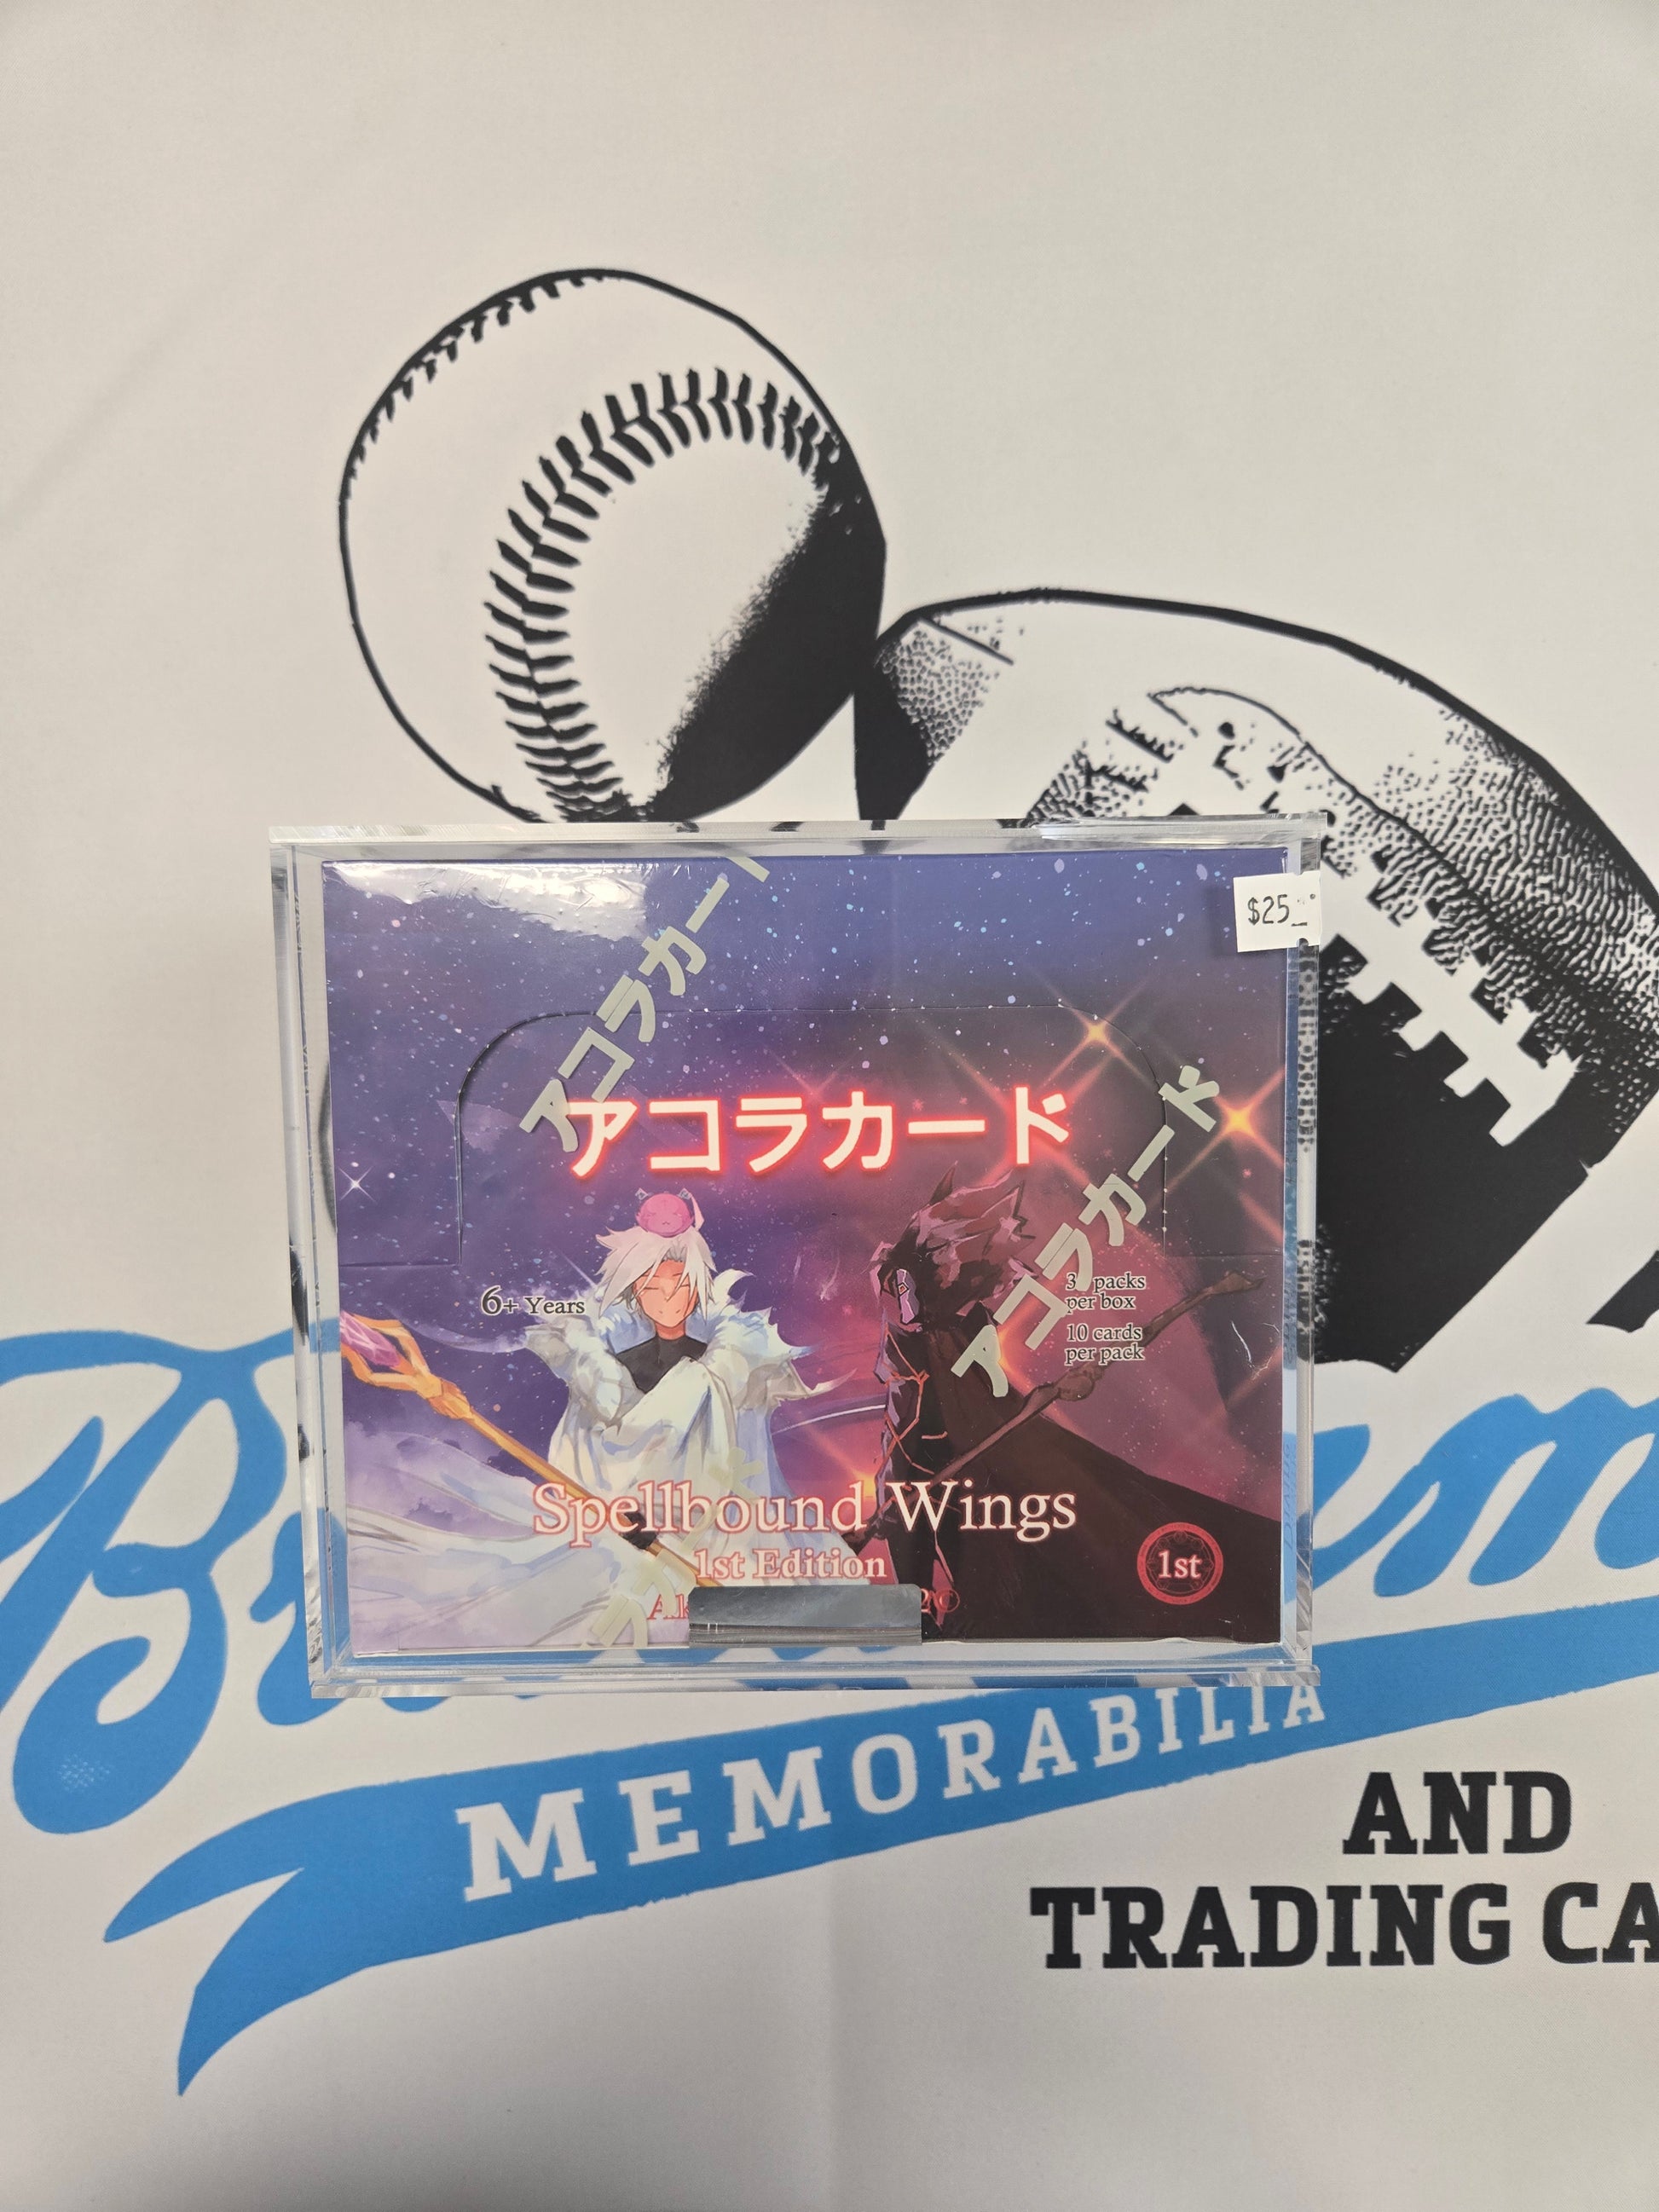 アコラカード
$25
アコラカード
アコラカード
6+ Years
packs
per box
10 cards
per pack
Spellbound Wings
1st Edition
1st
MEMORABILIA
AND
TRADING